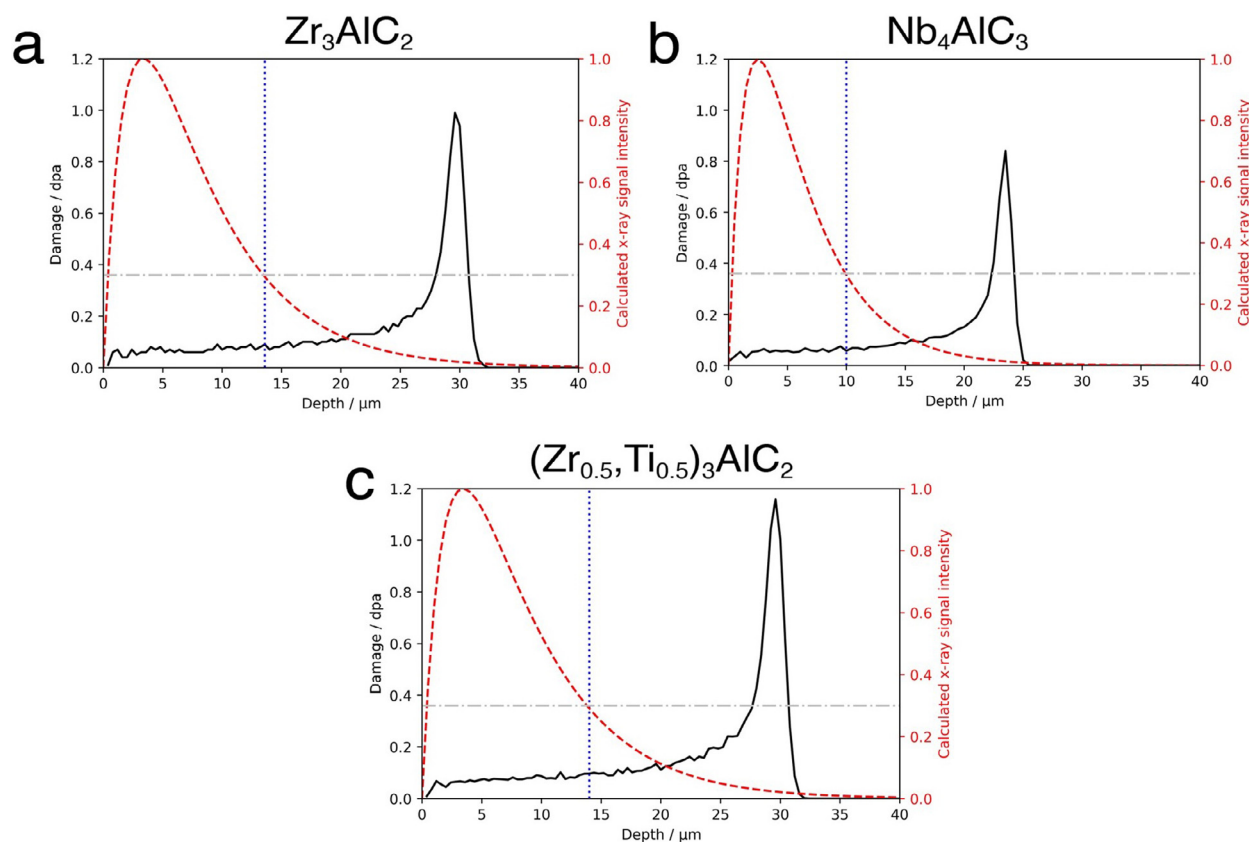 a
Zr₃AlC₂
1.2
1.0
0.8
0.6
0.4
0.2
0.0
Damage / dpa
1.0
0.8
0.6
0.4
0.2
0.0
Calculated x-ray signal intensity
0 5 10 15 20 25 30 35 40
Depth / μm
b
Nb₄AlC₃
1.2
1.0
0.8
0.6
0.4
0.2
0.0
Damage / dpa
1.0
0.8
0.6
0.4
0.2
0.0
Calculated x-ray signal intensity
0 5 10 15 20 25 30 35 40
Depth / μm
c
(Zr₀.₅,Ti₀.₅)₃AlC₂
1.2
1.0
0.8
0.6
0.4
0.2
0.0
Damage / dpa
1.0
0.8
0.6
0.4
0.2
0.0
Calculated x-ray signal intensity
0 5 10 15 20 25 30 35 40
Depth / μm